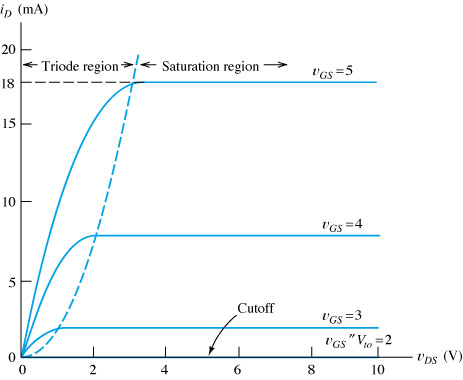 i_D (mA)
20
Triode region
Saturation region
18
v_GS = 5
15
10
v_GS = 4
5
Cutoff
v_GS = 3
v_GS ″ V_to = 2
0
0 2 4 6 8 10 v_DS (V)